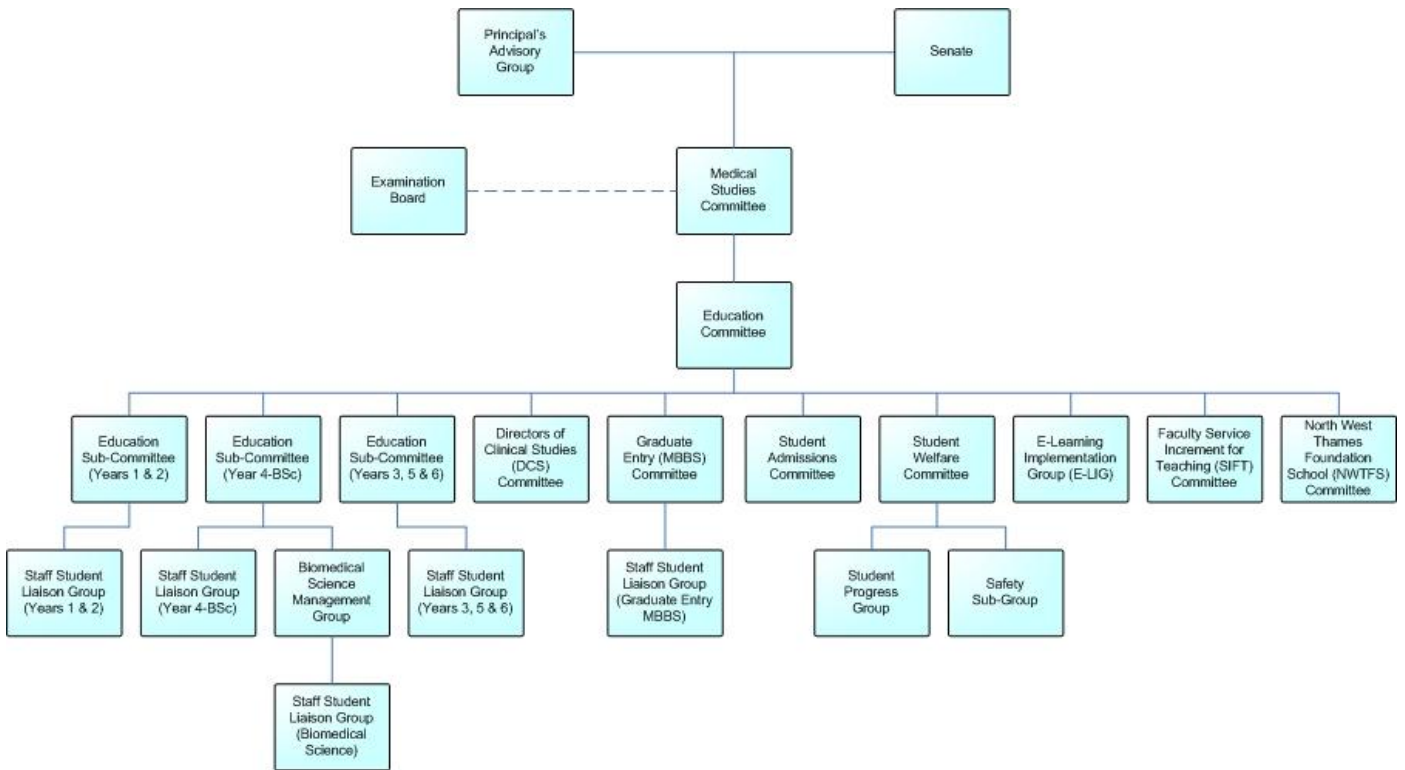 Principal's
Advisory
Group
Senate
Examination
Board
Medical
Studies
Committee
Education
Committee
Education
Sub-Committee
(Years 1 & 2)
Education
Sub-Committee
(Year 4-BSc)
Education
Sub-Committee
(Years 3, 5 & 6)
Directors of
Clinical Studies
(DCS)
Committee
Graduate
Entry (MBBS)
Committee
Student
Admissions
Committee
Student
Welfare
Committee
E-Learning
Implementation
Group (E-LIG)
Faculty Service
Increment for
Teaching (SIFT)
Committee
North West
Thames
Foundation
School (NWTFS)
Committee
Staff Student
Liaison Group
(Years 1 & 2)
Staff Student
Liaison Group
(Year 4-BSc)
Biomedical
Science
Management
Group
Staff Student
Liaison Group
(Years 3, 5 & 6)
Staff Student
Liaison Group
(Graduate Entry
MBBS)
Student
Progress
Group
Safety
Sub-Group
Staff Student
Liaison Group
(Biomedical
Science)